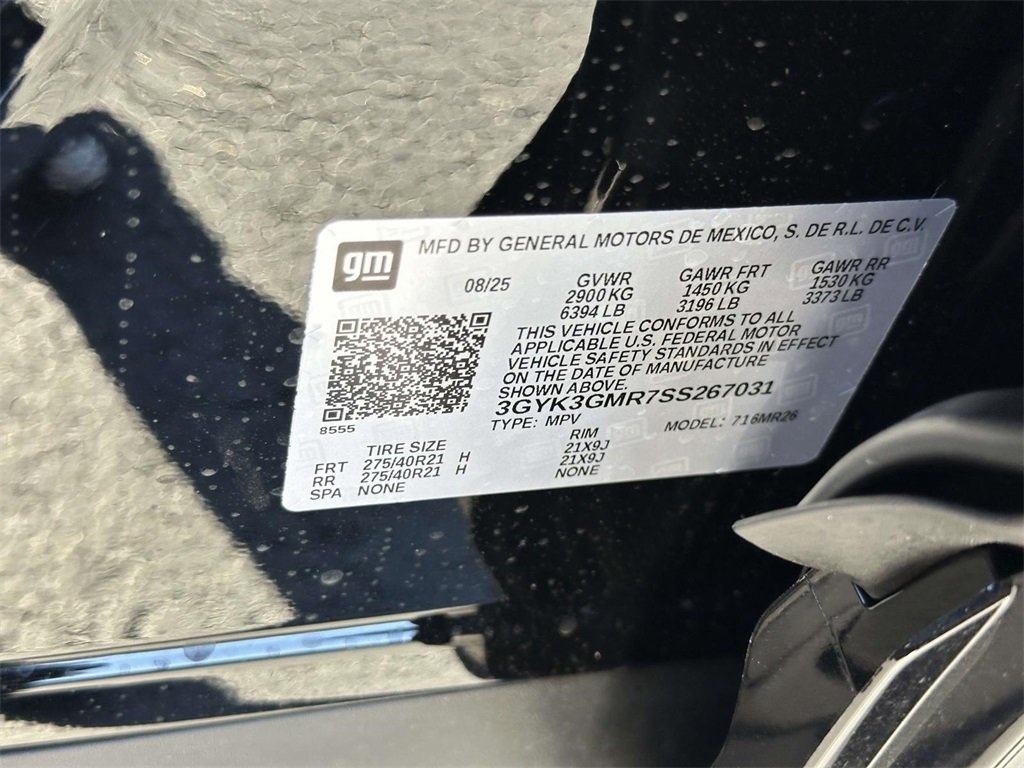 gm
MFD BY GENERAL MOTORS DE MEXICO, S. DE R.L. DE C.V.
08/25
GVWR GAWR FRT GAWR RR
2900 KG 1450 KG 1530 KG
6394 LB 3196 LB 3373 LB
THIS VEHICLE CONFORMS TO ALL
APPLICABLE U.S. FEDERAL MOTOR
VEHICLE SAFETY STANDARDS IN EFFECT
ON THE DATE OF MANUFACTURE
SHOWN ABOVE.
3GYK3GMR7SS267031
TYPE: MPV MODEL: 716MR26
8555
TIRE SIZE RIM
FRT 275/40R21 H 21X9J
RR 275/40R21 H 21X9J
SPA NONE NONE